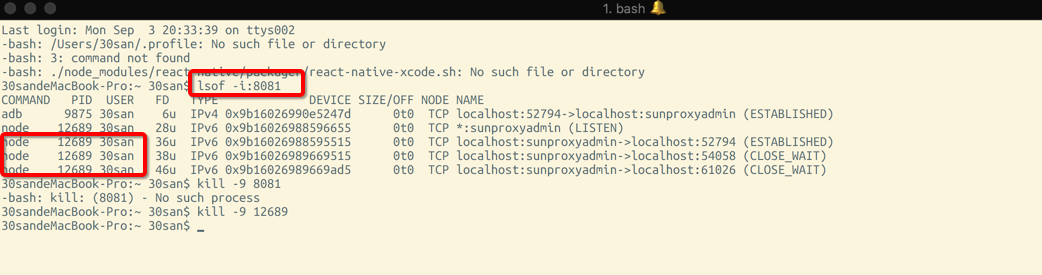 1. bash 🔔
Last login: Mon Sep  3 20:33:39 on ttys002
-bash: /Users/30san/.profile: No such file or directory
-bash: 3: command not found
-bash: ./node_modules/react-native/packager/react-native-xcode.sh: No such file or directory
30sandeMacBook-Pro:~ 30san$ lsof -i:8081
COMMAND   PID  USER   FD   TYPE             DEVICE SIZE/OFF NODE NAME
adb      9875 30san    6u  IPv4 0x9b16026990e5247d      0t0  TCP localhost:52794->localhost:sunproxyadmin (ESTABLISHED)
node    12689 30san   28u  IPv6 0x9b16026988596655      0t0  TCP *:sunproxyadmin (LISTEN)
node    12689 30san   36u  IPv6 0x9b16026988595515      0t0  TCP localhost:sunproxyadmin->localhost:52794 (ESTABLISHED)
node    12689 30san   38u  IPv6 0x9b16026989669515      0t0  TCP localhost:sunproxyadmin->localhost:54058 (CLOSE_WAIT)
node    12689 30san   46u  IPv6 0x9b16026989669ad5      0t0  TCP localhost:sunproxyadmin->localhost:61026 (CLOSE_WAIT)
30sandeMacBook-Pro:~ 30san$ kill -9 8081
-bash: kill: (8081) - No such process
30sandeMacBook-Pro:~ 30san$ kill -9 12689
30sandeMacBook-Pro:~ 30san$ _